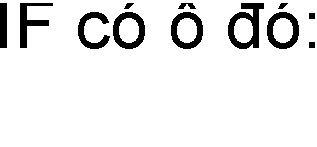 IF có ô đó: